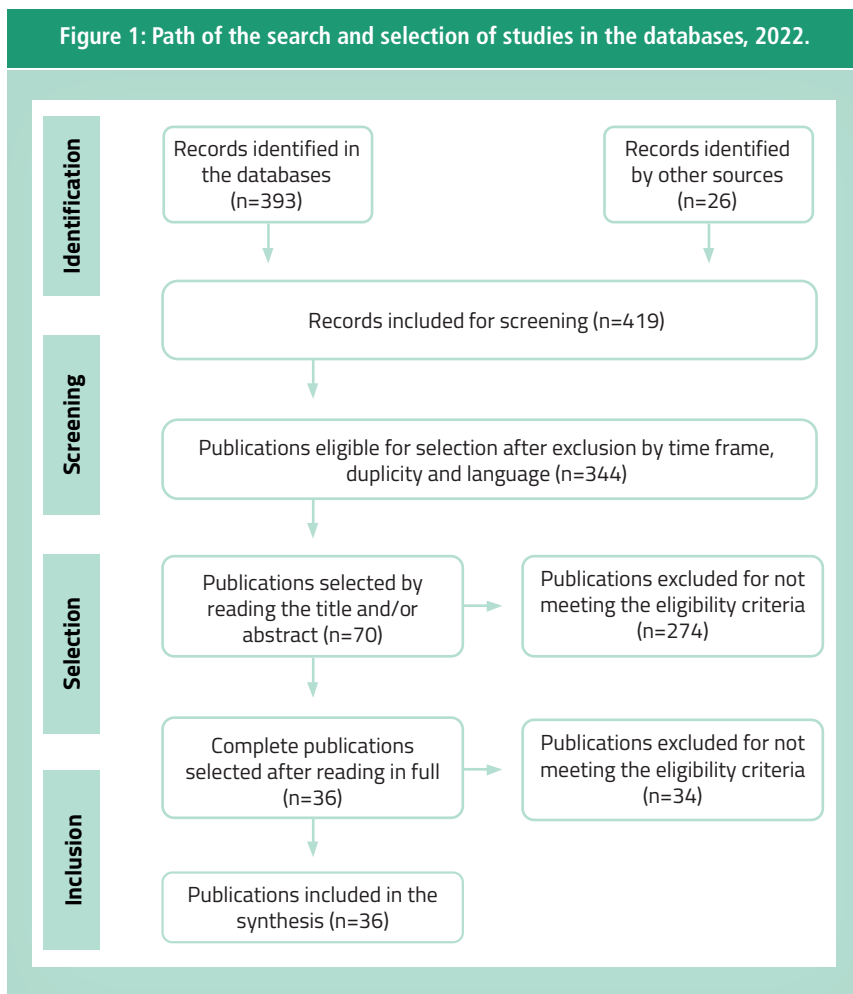 Figure 1: Path of the search and selection of studies in the databases, 2022.
Identification
Records identified in
the databases
(n=393)
Records identified
by other sources
(n=26)
Records included for screening (n=419)
Screening
Publications eligible for selection after exclusion by time frame,
duplicity and language (n=344)
Selection
Publications selected by
reading the title and/or
abstract (n=70)
Publications excluded for not
meeting the eligibility criteria
(n=274)
Complete publications
selected after reading in full
(n=36)
Publications excluded for not
meeting the eligibility criteria
(n=34)
Inclusion
Publications included in the
synthesis (n=36)